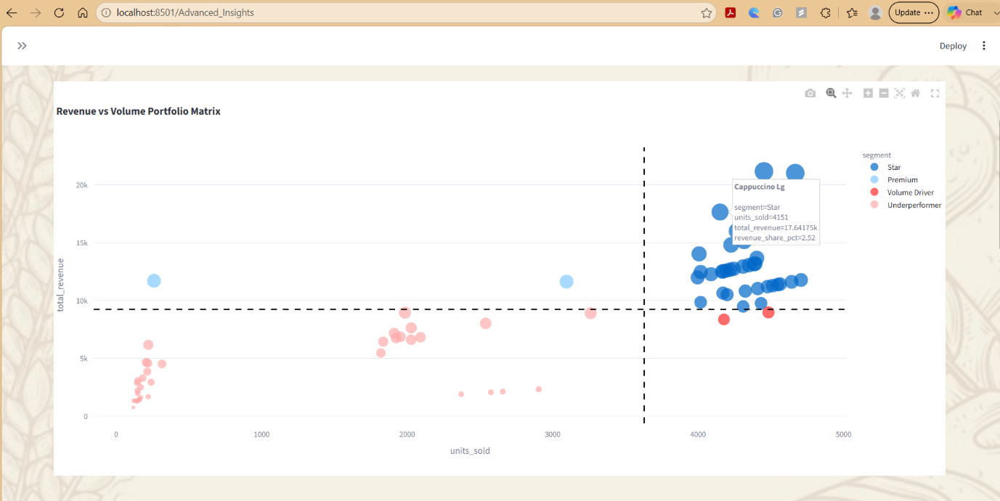 localhost:8501/Advanced_Insights
Update
Chat
Deploy
Revenue vs Volume Portfolio Matrix
segment
Star
Premium
Volume Driver
Underperformer
Cappuccino Lg
segment=Star
units_sold=4151
total_revenue=17.64175k
revenue_share_pct=2.52
total_revenue
20k
15k
10k
5k
0
0 1000 2000 3000 4000 5000
units_sold